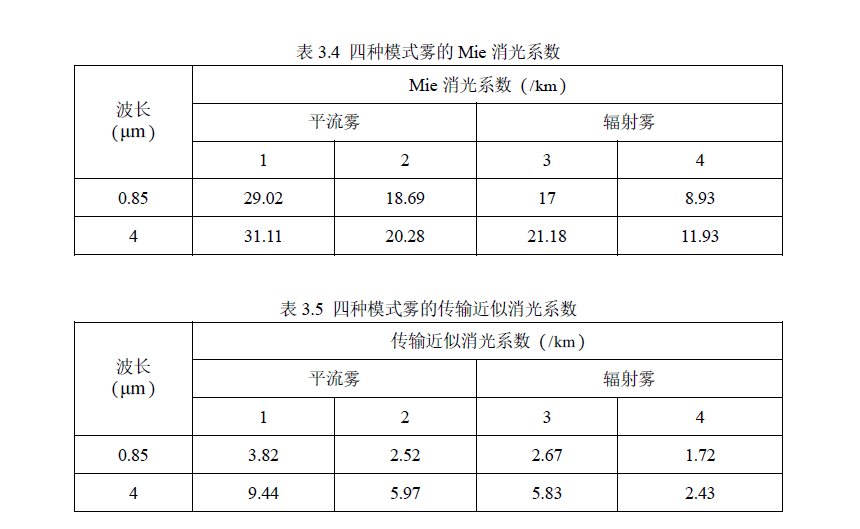 表 3.4 四种模式雾的 Mie 消光系数
波长
(μm)
Mie 消光系数 (/km)
平流雾 辐射雾
1 2 3 4
0.85 29.02 18.69 17 8.93
4 31.11 20.28 21.18 11.93
表 3.5 四种模式雾的传输近似消光系数
波长
(μm)
传输近似消光系数 (/km)
平流雾 辐射雾
1 2 3 4
0.85 3.82 2.52 2.67 1.72
4 9.44 5.97 5.83 2.43